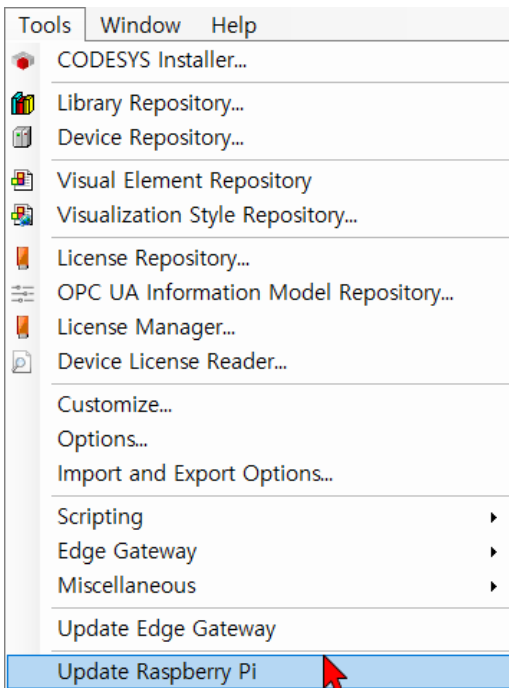 Tools Window Help
CODESYS Installer...
Library Repository...
Device Repository...
Visual Element Repository
Visualization Style Repository...
License Repository...
OPC UA Information Model Repository...
License Manager...
Device License Reader...
Customize...
Options...
Import and Export Options...
Scripting
Edge Gateway
Miscellaneous
Update Edge Gateway
Update Raspberry Pi